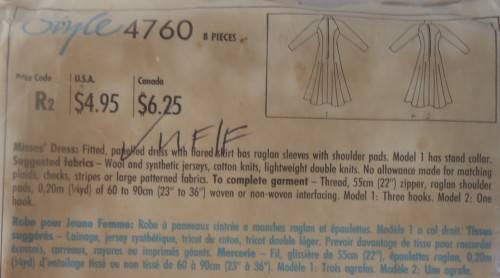 Style 4760 8 PIECES
Price Code U.S.A. Canada
R2 $4.95 $6.25
1 2
Misses' Dress: Fitted, panelled dress with flared skirt has raglan sleeves with shoulder pads. Model 1 has stand collar.
Suggested fabrics – Wool and synthetic jerseys, cotton knits, lightweight double knits. No allowance made for matching
plaids, checks, stripes or large patterned fabrics. To complete garment – Thread, 55cm (22") zipper, raglan shoulder
pads, 0,20m (¼yd) of 60 to 90cm (23" to 36") woven or non-woven interfacing. Model 1: Three hooks. Model 2: One
hook.
Robe pour Jeune Femme: Robe à panneaux cintrée a manches raglan et épaulettes. Modèle 1 a col droit. Tissus
suggérés – Lainage, jersey synthétique, tricot de coton, tricot double léger. Prevoir davantage de tissu pour raccorder
écossais, carreaux, rayures ou imprimés géants. Mercerie – Fil, glissière de 55cm (22"), épaulettes raglan, 0,20m
(¼yd) d'entoilage tissé ou non tissé de 60 à 90cm (23" à 36"). Modèle 1: Trois agrafes. Modèle 2: Une agrafe.